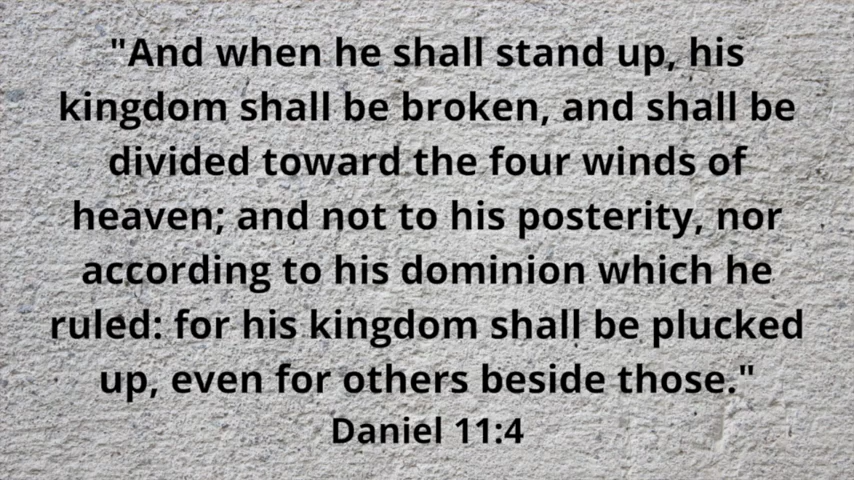 "And when he shall stand up, his
kingdom shall be broken, and shall be
divided toward the four winds of
heaven; and not to his posterity, nor
according to his dominion which he
ruled: for his kingdom shall be plucked
up, even for others beside those."
Daniel 11:4